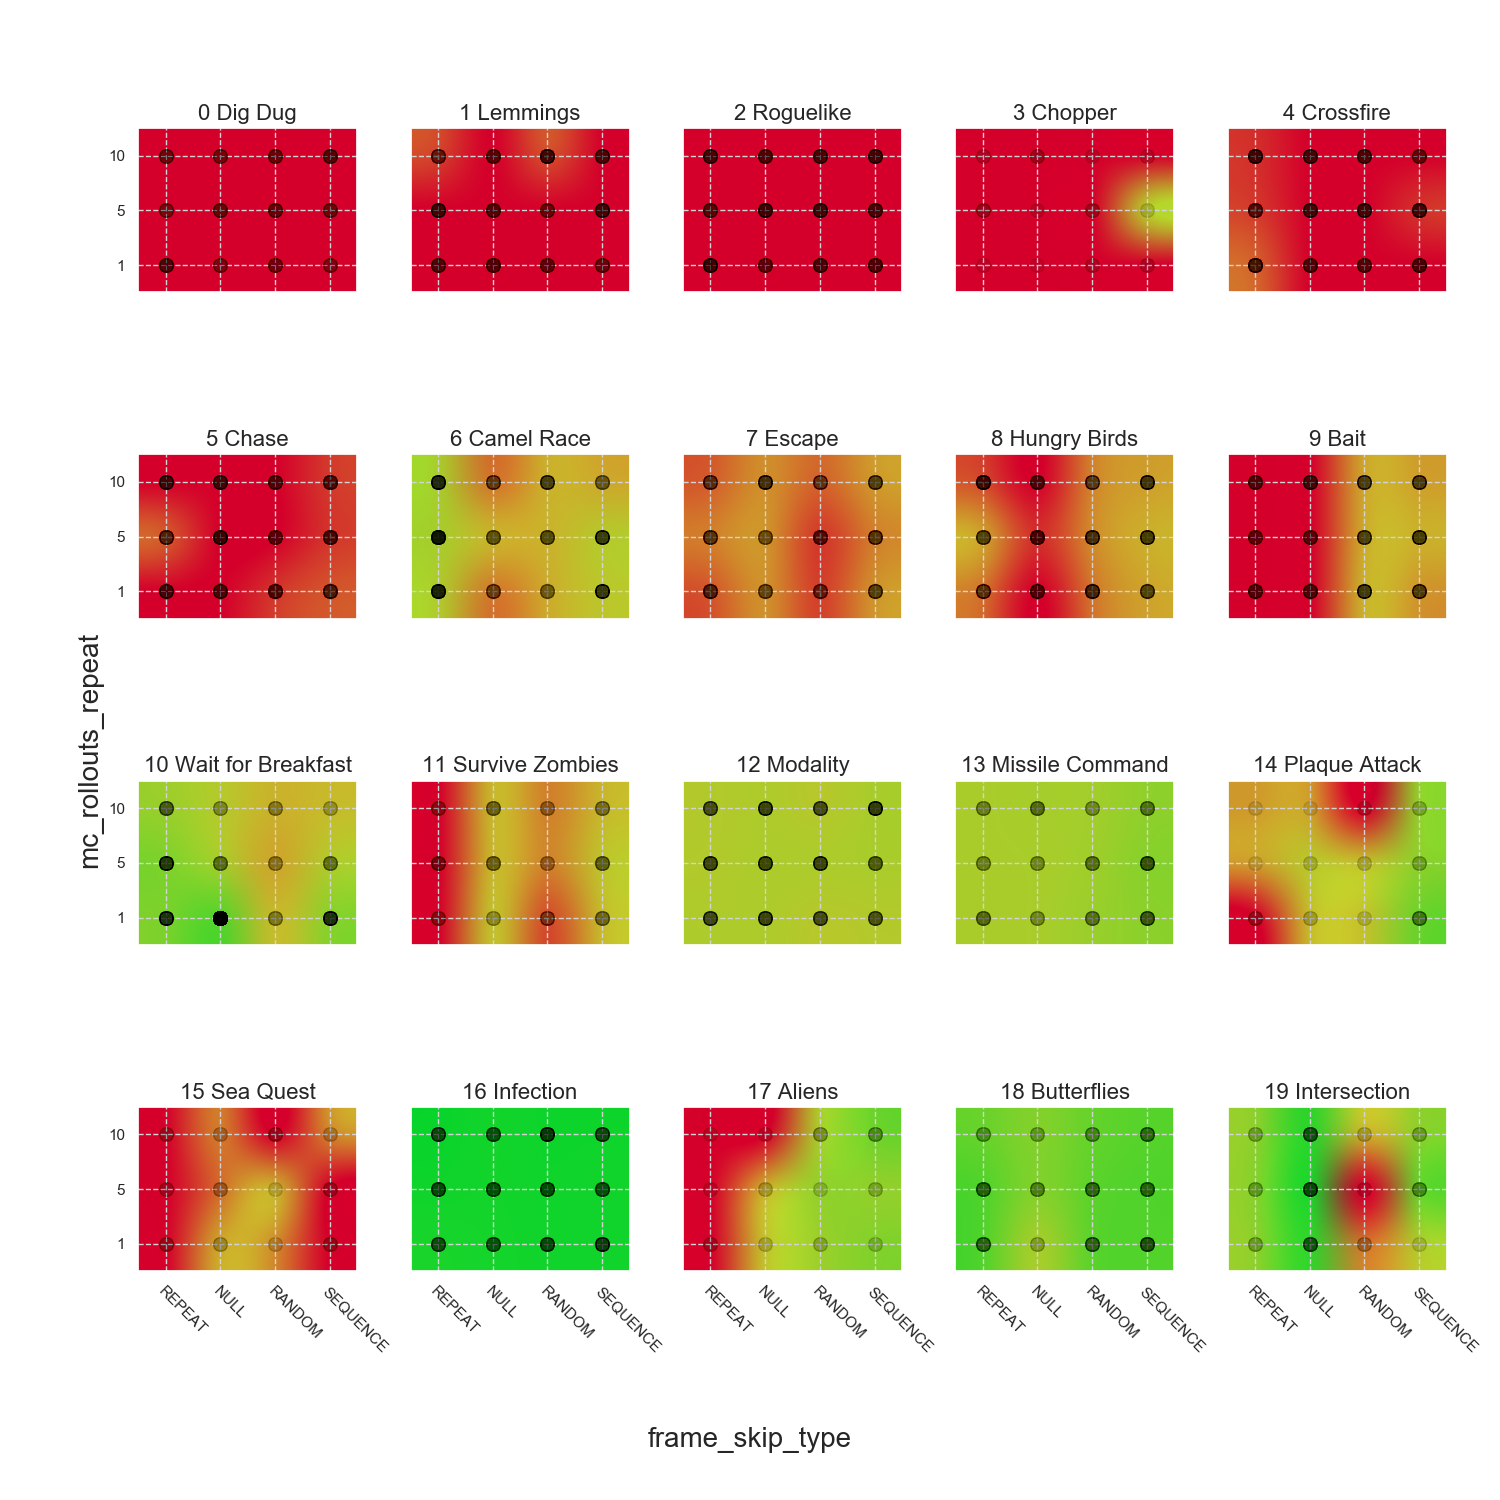 0 Dig Dug
1 Lemmings
2 Roguelike
3 Chopper
4 Crossfire
10
5
1
5 Chase
6 Camel Race
7 Escape
8 Hungry Birds
9 Bait
10
5
1
mc_rollouts_repeat
10 Wait for Breakfast
11 Survive Zombies
12 Modality
13 Missile Command
14 Plaque Attack
10
5
1
15 Sea Quest
16 Infection
17 Aliens
18 Butterflies
19 Intersection
10
5
1
REPEAT
NULL
RANDOM
SEQUENCE
REPEAT
NULL
RANDOM
SEQUENCE
REPEAT
NULL
RANDOM
SEQUENCE
REPEAT
NULL
RANDOM
SEQUENCE
REPEAT
NULL
RANDOM
SEQUENCE
frame_skip_type